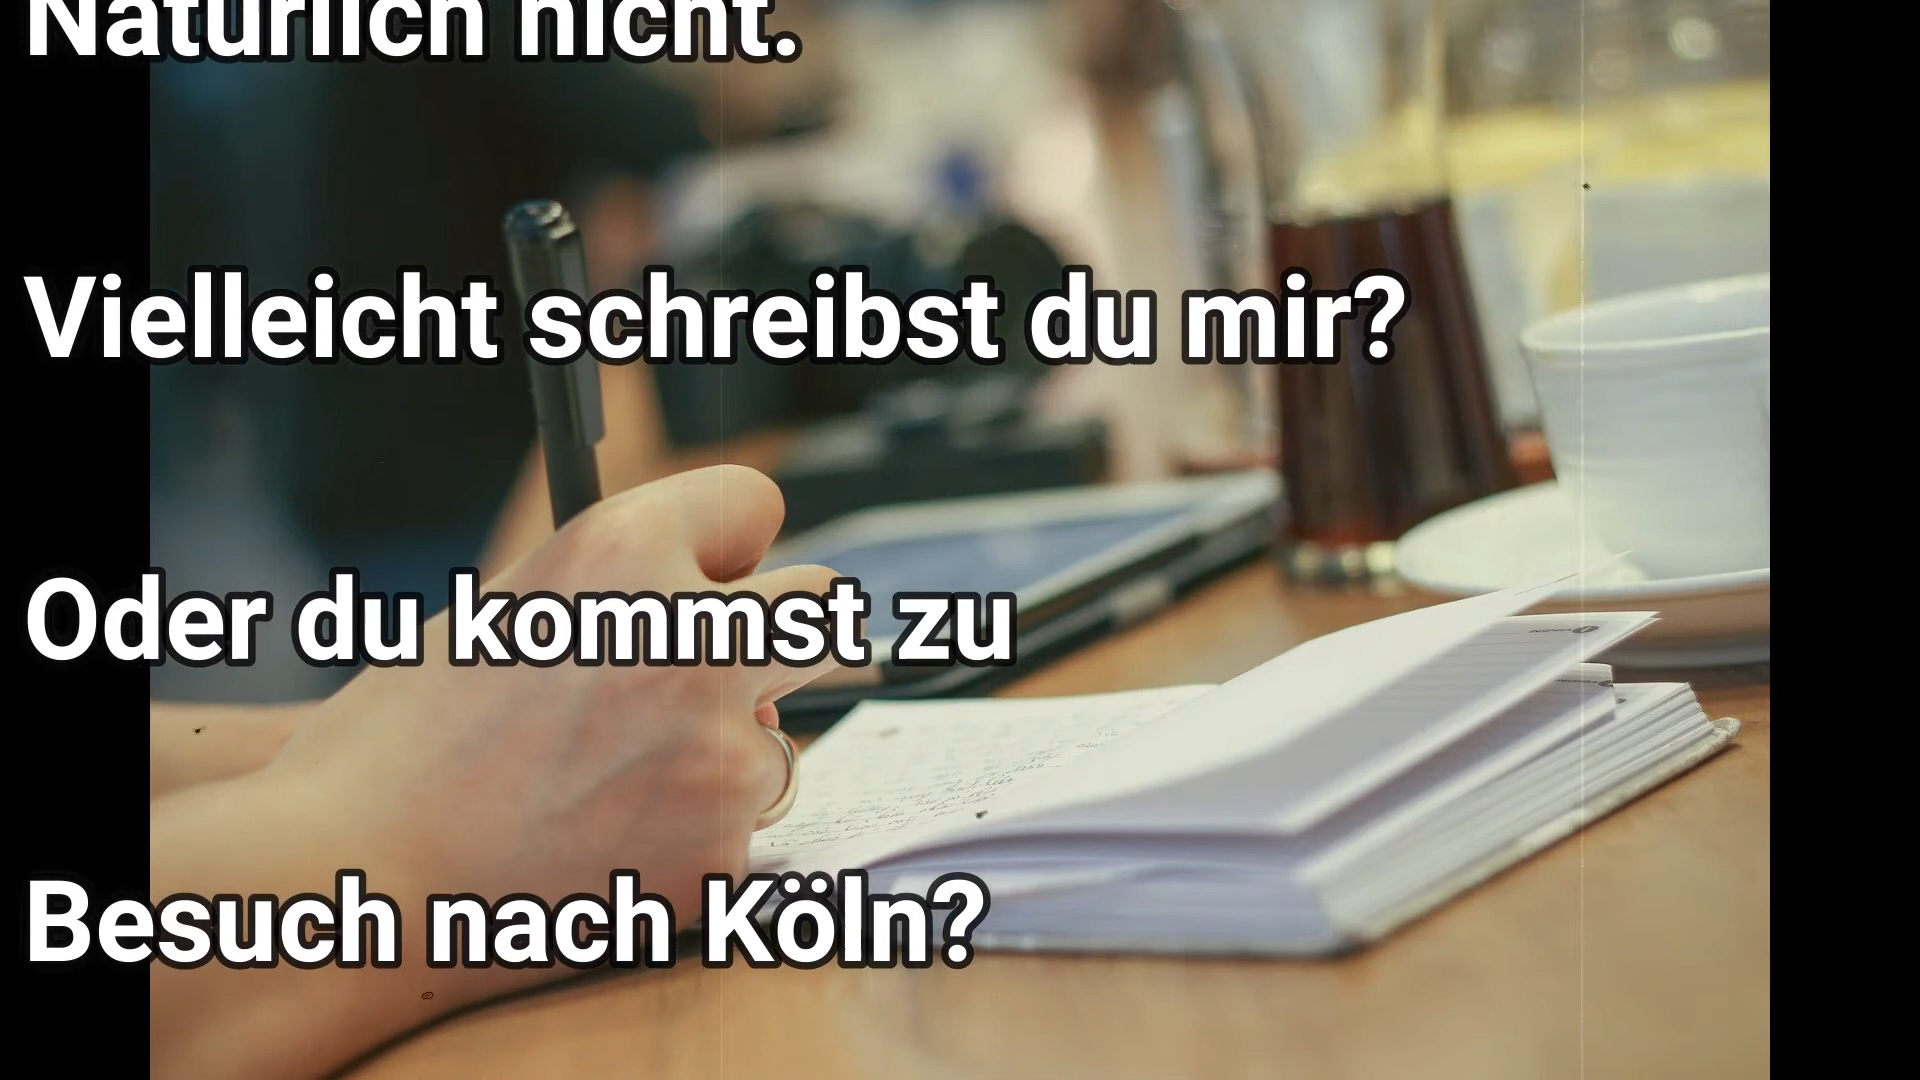 Natürlich nicht.
Vielleicht schreibst du mir?
Oder du kommst zu
Besuch nach Köln?